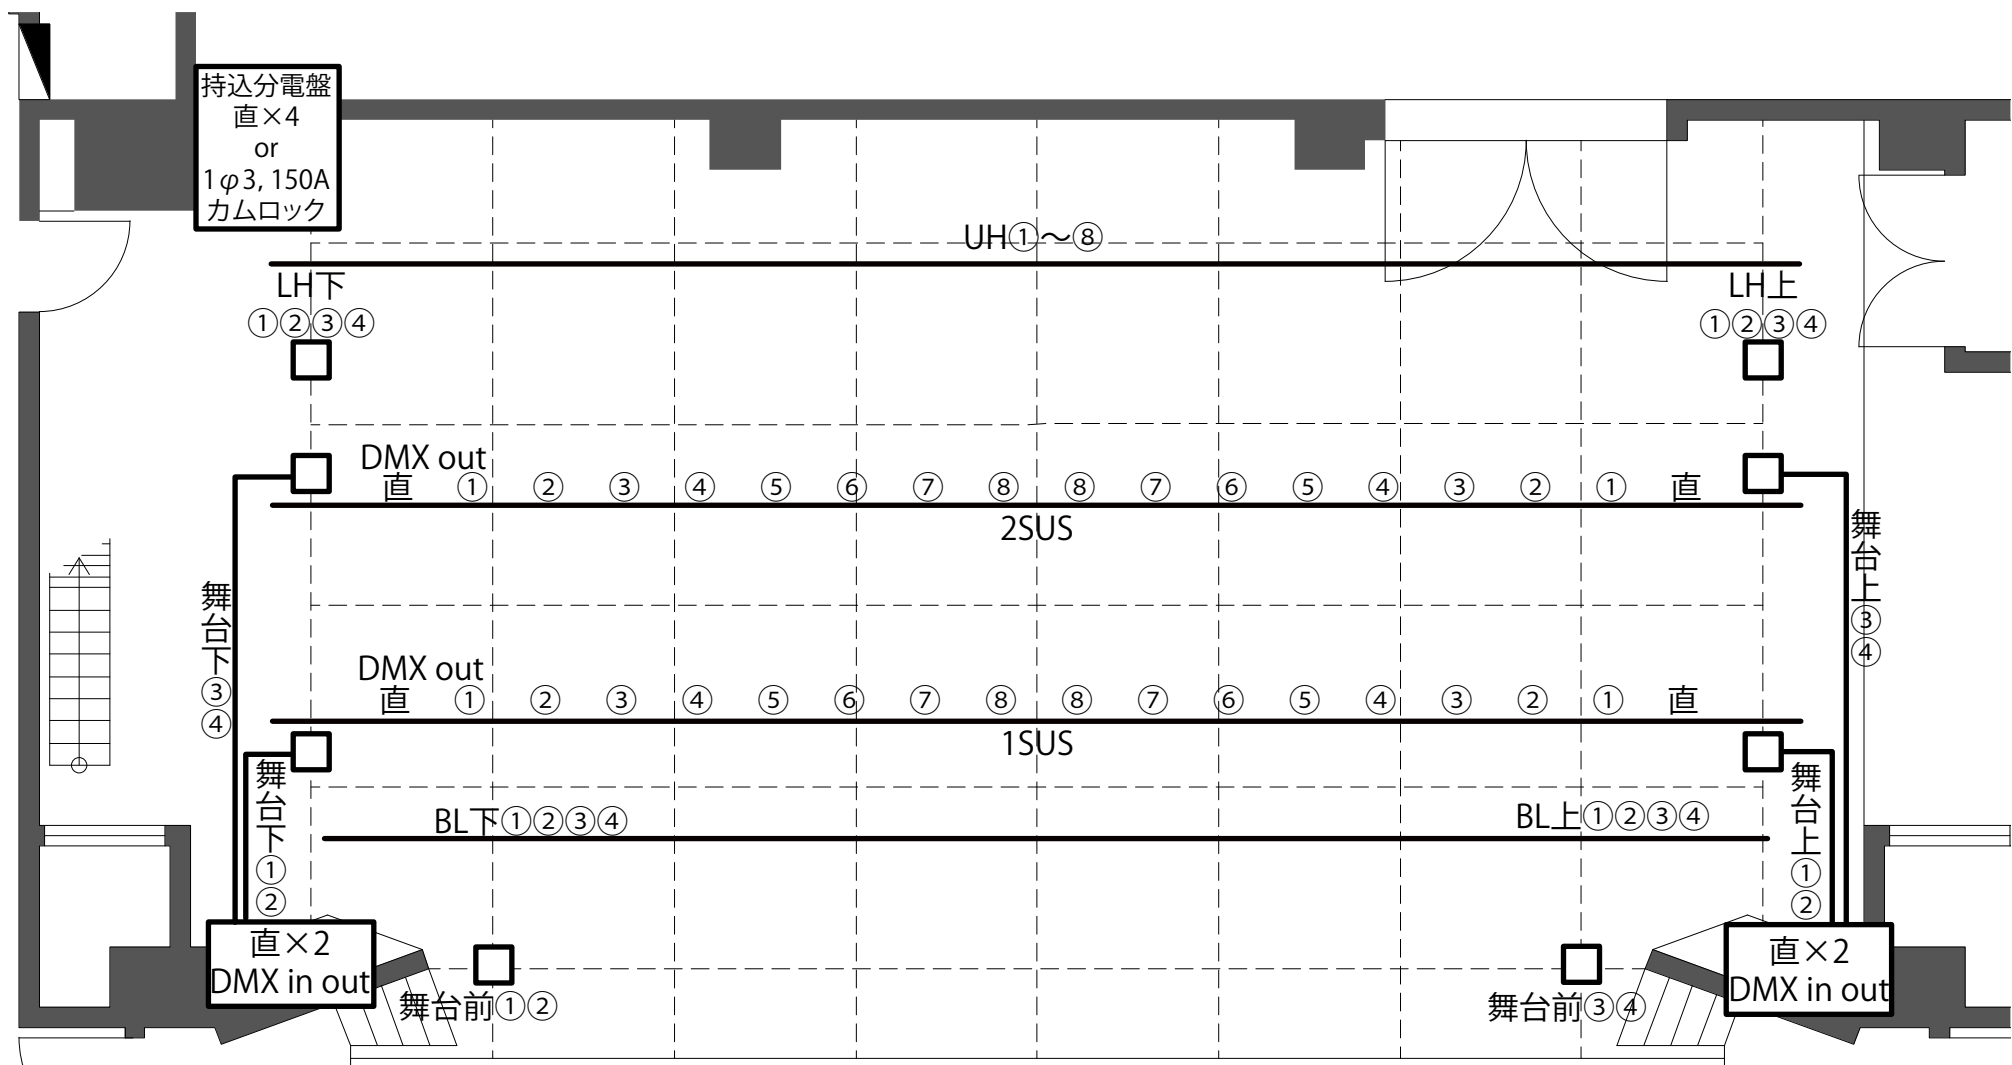 持込分電盤
直×4
or
1φ3, 150A
カムロック
UH①～⑧
LH下
①②③④
LH上
①②③④
DMX out
直 ① ② ③ ④ ⑤ ⑥ ⑦ ⑧ ⑧ ⑦ ⑥ ⑤ ④ ③ ② ① 直
2SUS
舞台下③④
舞台上③④
DMX out
直 ① ② ③ ④ ⑤ ⑥ ⑦ ⑧ ⑧ ⑦ ⑥ ⑤ ④ ③ ② ① 直
1SUS
舞台下①②
舞台上①②
BL下①②③④
BL上①②③④
直×2
DMX in out
舞台前①②
舞台前③④
直×2
DMX in out